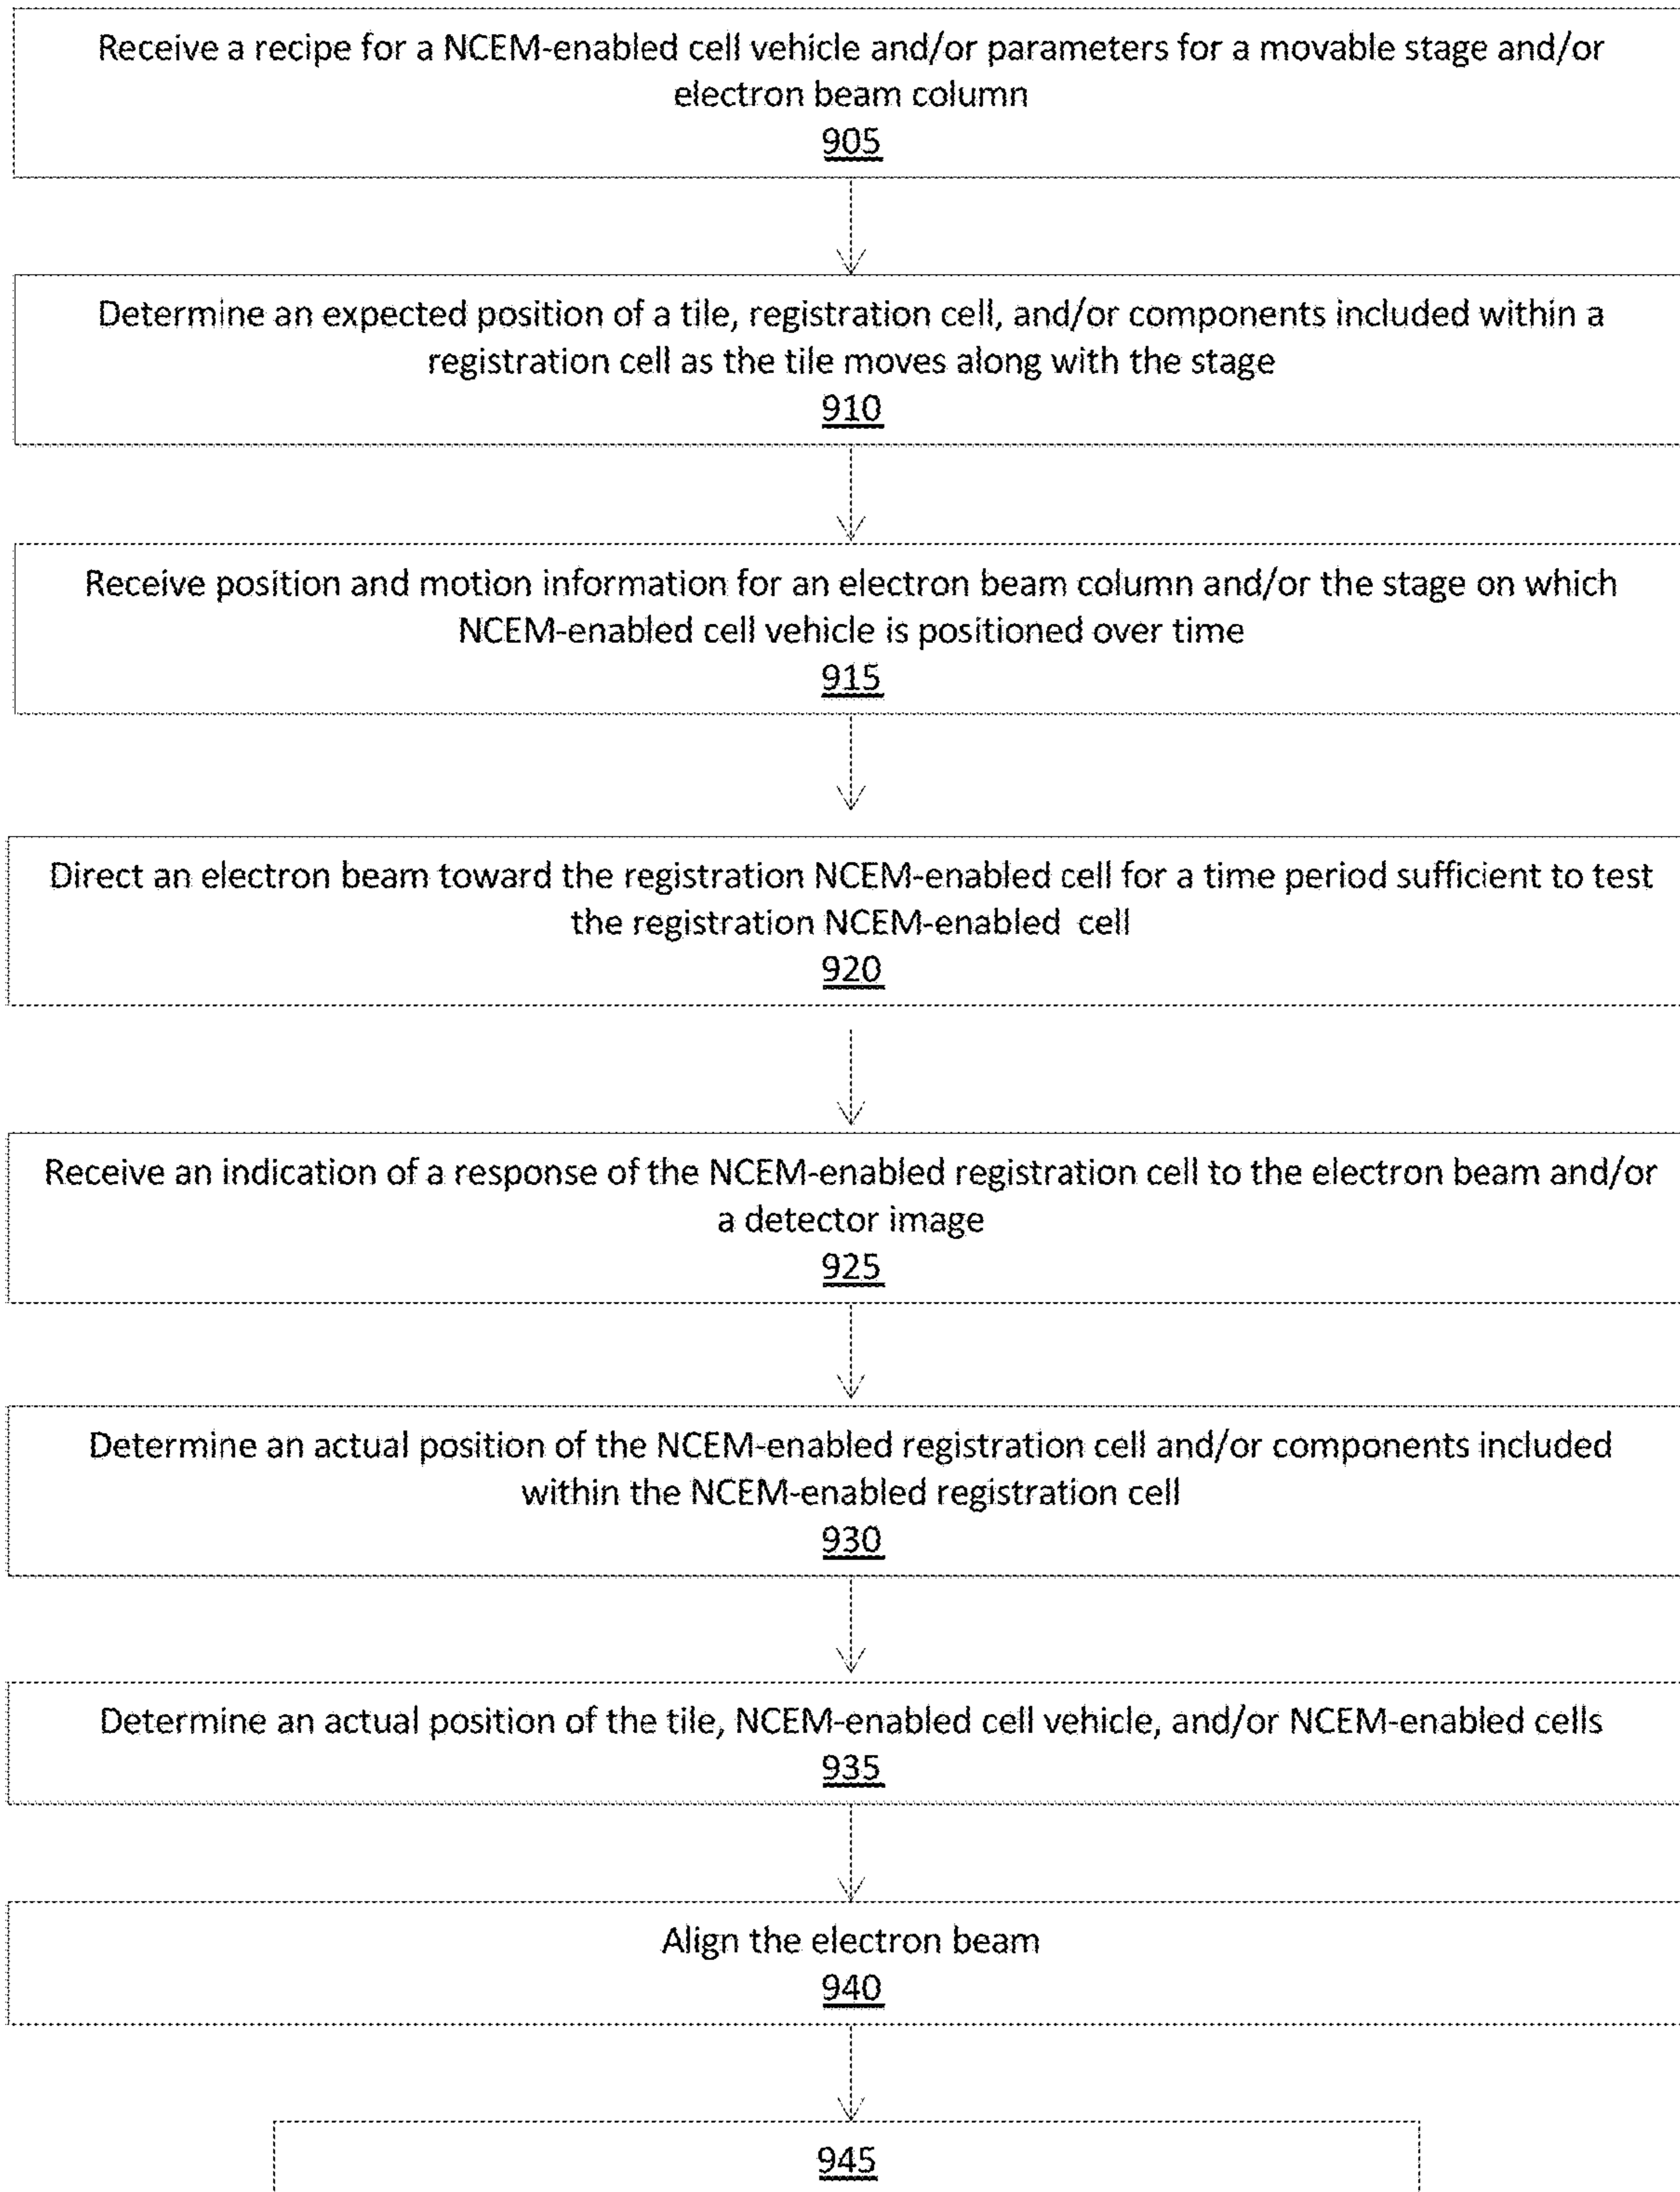 Receive a recipe for a NCEM-enabled cell vehicle and/or parameters for a movable stage and/or
electron beam column
905
Determine an expected position of a tile, registration cell, and/or components included within a
registration cell as the tile moves along with the stage
910
Receive position and motion information for an electron beam column and/or the stage on which
NCEM-enabled cell vehicle is positioned over time
915
Direct an electron beam toward the registration NCEM-enabled cell for a time period sufficient to test
the registration NCEM-enabled cell
920
Receive an indication of a response of the NCEM-enabled registration cell to the electron beam and/or
a detector image
925
Determine an actual position of the NCEM-enabled registration cell and/or components included
within the NCEM-enabled registration cell
930
Determine an actual position of the tile, NCEM-enabled cell vehicle, and/or NCEM-enabled cells
935
Align the electron beam
940
945